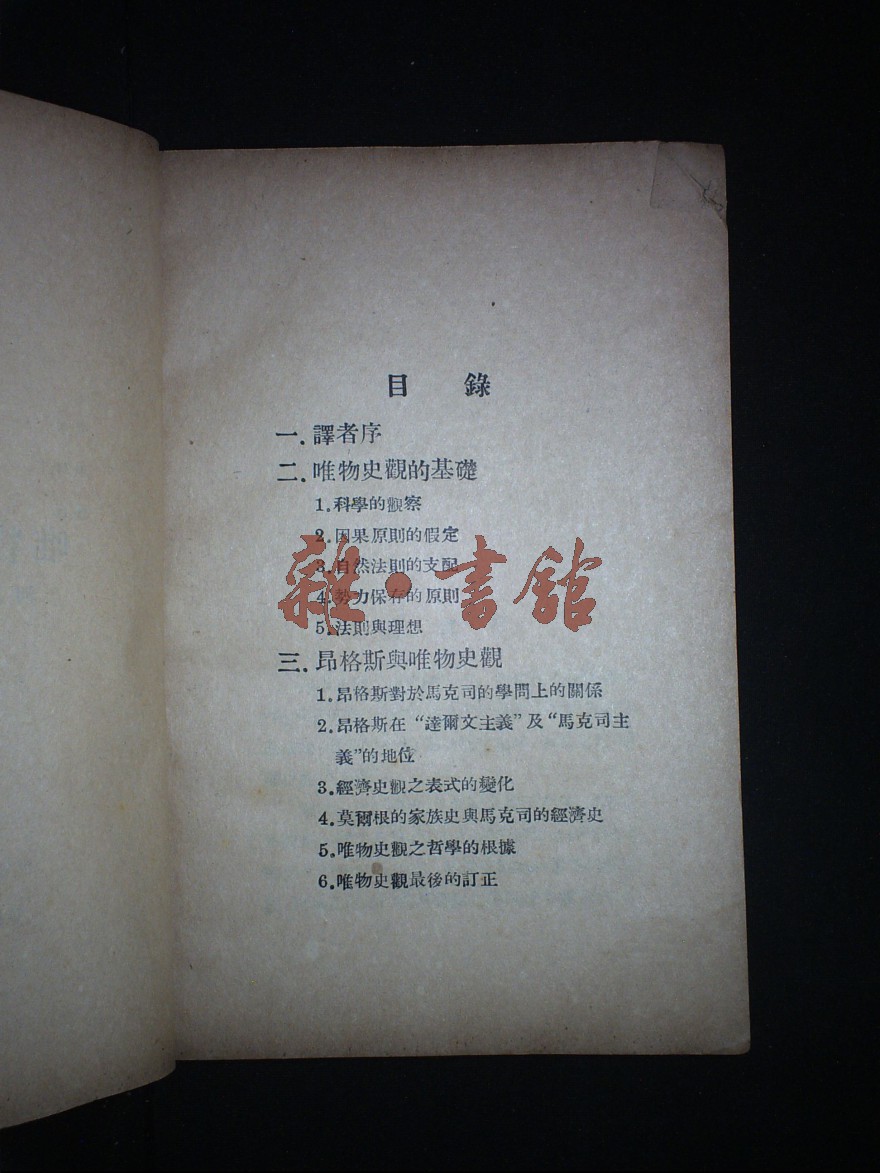 目 錄
一．譯者序
二．唯物史觀的基礎
1．科學的觀察
2．因果原則的假定
3．自然法則的支配
4．勢力保存的原則
5．法則與理想
三．昂格斯與唯物史觀
1．昂格斯對於馬克司的學問上的關係
2．昂格斯在“達爾文主義”及“馬克司主
義”的地位
3．經濟史觀之表式的變化
4．莫爾根的家族史與馬克司的經濟史
5．唯物史觀之哲學的根據
6．唯物史觀最後的訂正
雜·書館